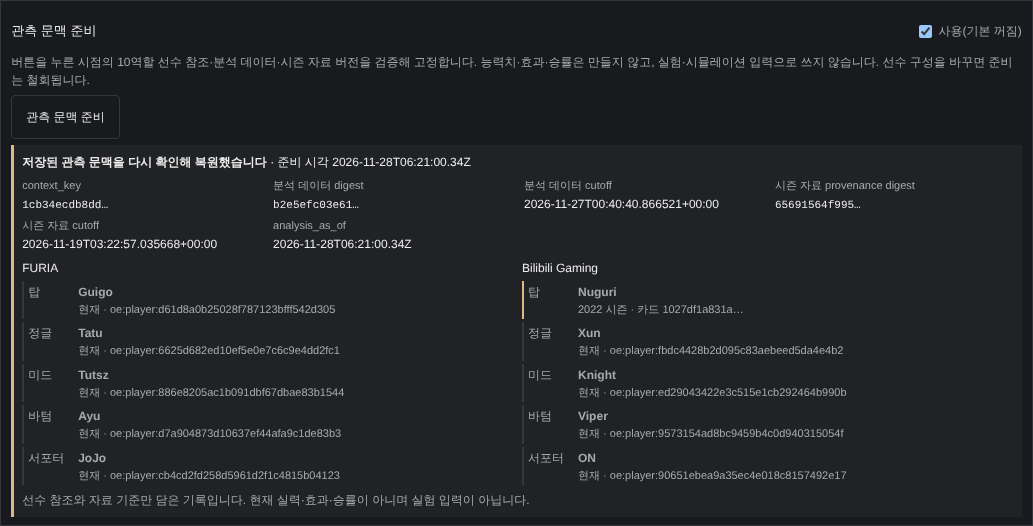 관측 문맥 준비
사용(기본 꺼짐)
버튼을 누른 시점의 10역할 선수 참조·분석 데이터·시즌 자료 버전을 검증해 고정합니다. 능력치·효과·승률은 만들지 않고, 실험·시뮬레이션 입력으로 쓰지 않습니다. 선수 구성을 바꾸면 준비
는 철회됩니다.
관측 문맥 준비
저장된 관측 문맥을 다시 확인해 복원했습니다 · 준비 시각 2026-11-28T06:21:00.34Z
context_key
분석 데이터 digest
분석 데이터 cutoff
시즌 자료 provenance digest
1cb34ecdb8dd…
b2e5efc03e61…
2026-11-27T00:40:40.866521+00:00
65691564f995…
시즌 자료 cutoff
analysis_as_of
2026-11-19T03:22:57.035668+00:00
2026-11-28T06:21:00.34Z
FURIA
탑
Guigo
현재 · oe:player:d61d8a0b25028f787123bfff542d305
정글
Tatu
현재 · oe:player:6625d682ed10ef5e0e7c6c9e4dd2fc1
미드
Tutsz
현재 · oe:player:886e8205ac1b091dbf67dbae83b1544
바텀
Ayu
현재 · oe:player:d7a904873d10637ef44afa9c1de83b3
서포터
JoJo
현재 · oe:player:cb4cd2fd258d5961d2f1c4815b04123
Bilibili Gaming
탑
Nuguri
2022 시즌 · 카드 1027df1a831a…
정글
Xun
현재 · oe:player:fbdc4428b2d095c83aebeed5da4e4b2
미드
Knight
현재 · oe:player:ed29043422e3c515e1cb292464b990b
바텀
Viper
현재 · oe:player:9573154ad8bc9459b4c0d940315054f
서포터
ON
현재 · oe:player:90651ebea9a35ec4e018c8157492e17
선수 참조와 자료 기준만 담은 기록입니다. 현재 실력·효과·승률이 아니며 실험 입력이 아닙니다.